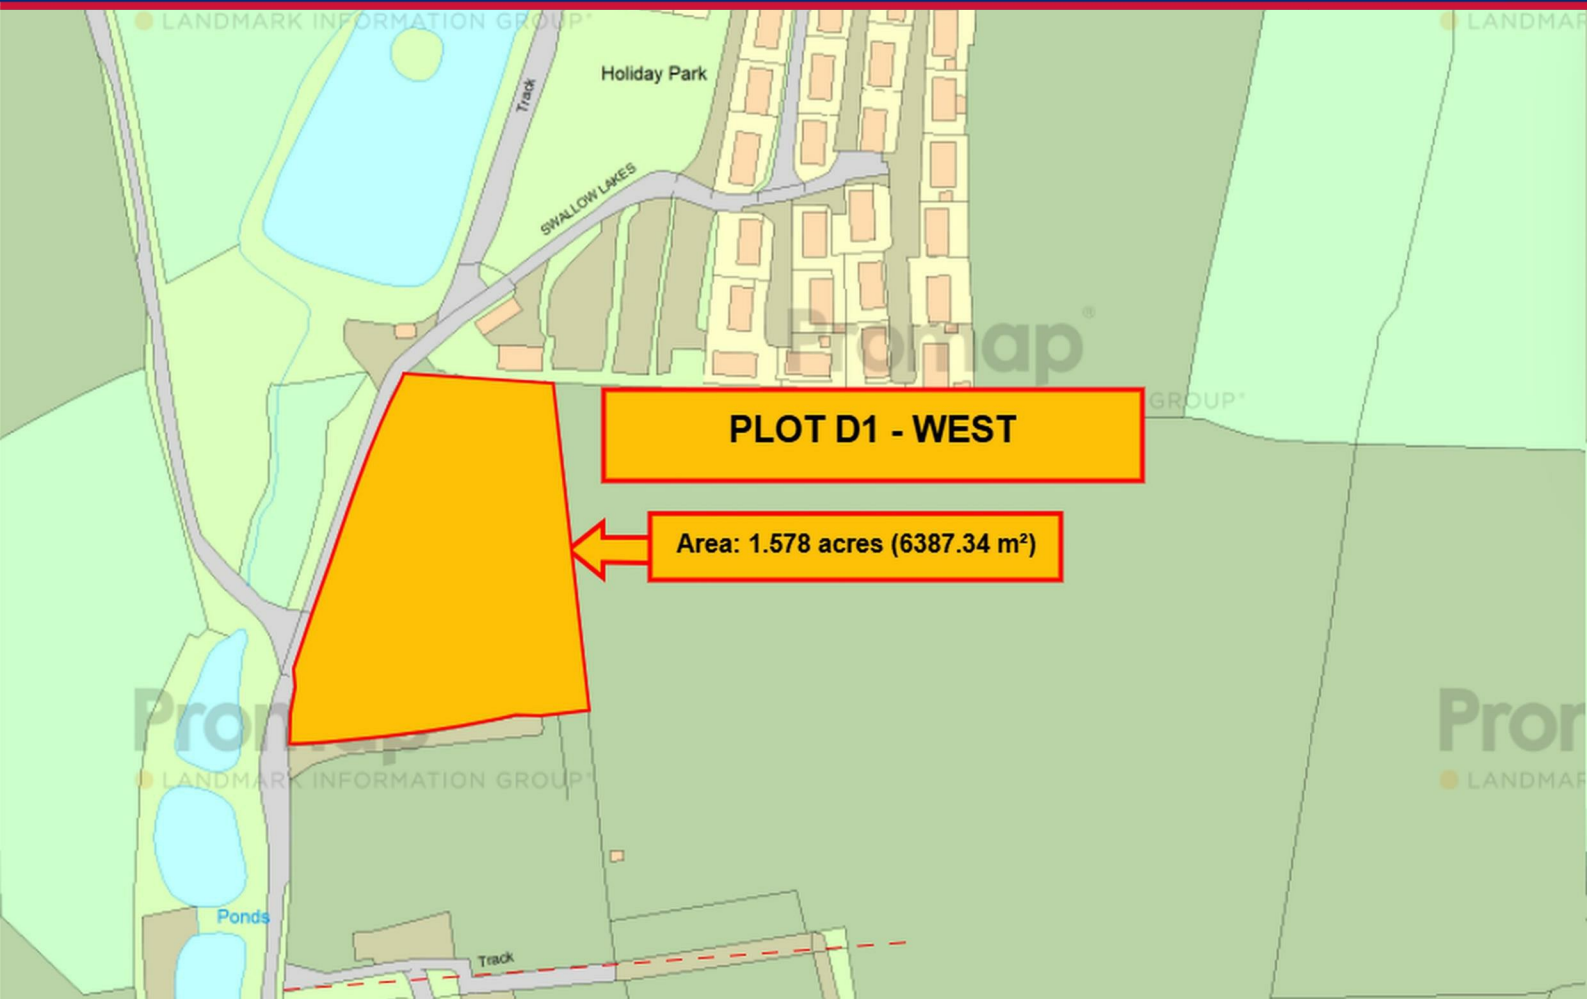 LANDMARK INFORMATION GROUP®
LANDMAR
Holiday Park
Track
SWALLOW LAKES
Promap®
GROUP®
PLOT D1 - WEST
Area: 1.578 acres (6387.34 m²)
Promap
Pron
LANDMARK INFORMATION GROUP®
LANDMAR
Ponds
Track